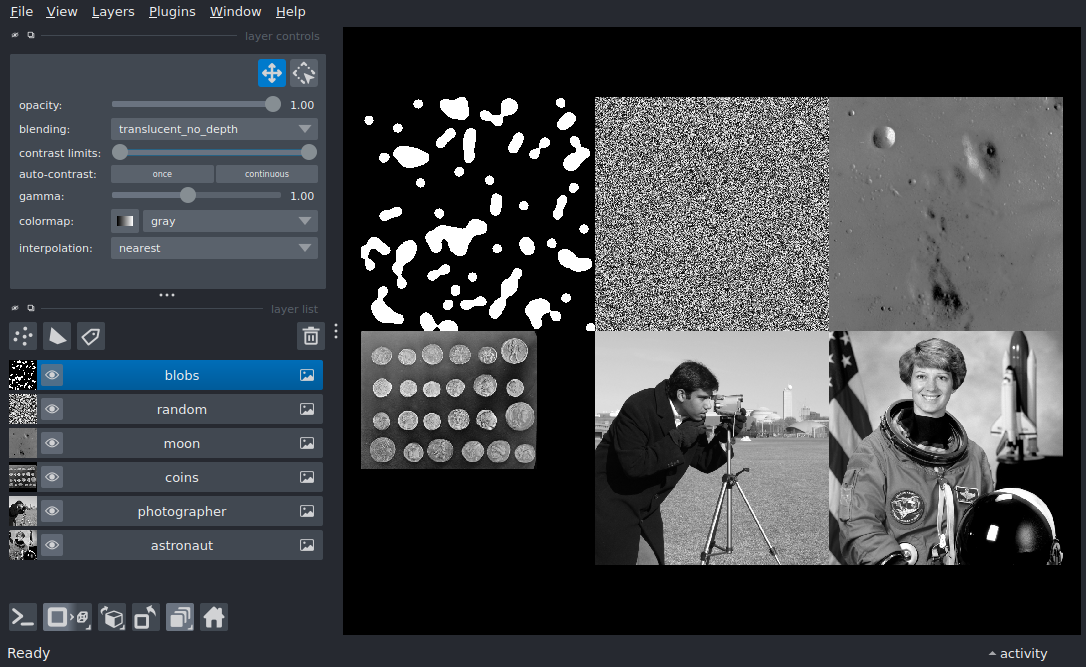 File View Layers Plugins Window Help
layer controls
opacity: 1.00
blending: translucent_no_depth
contrast limits:
auto-contrast: once continuous
gamma: 1.00
colormap: gray
interpolation: nearest
layer list
blobs
random
moon
coins
photographer
astronaut
Ready activity